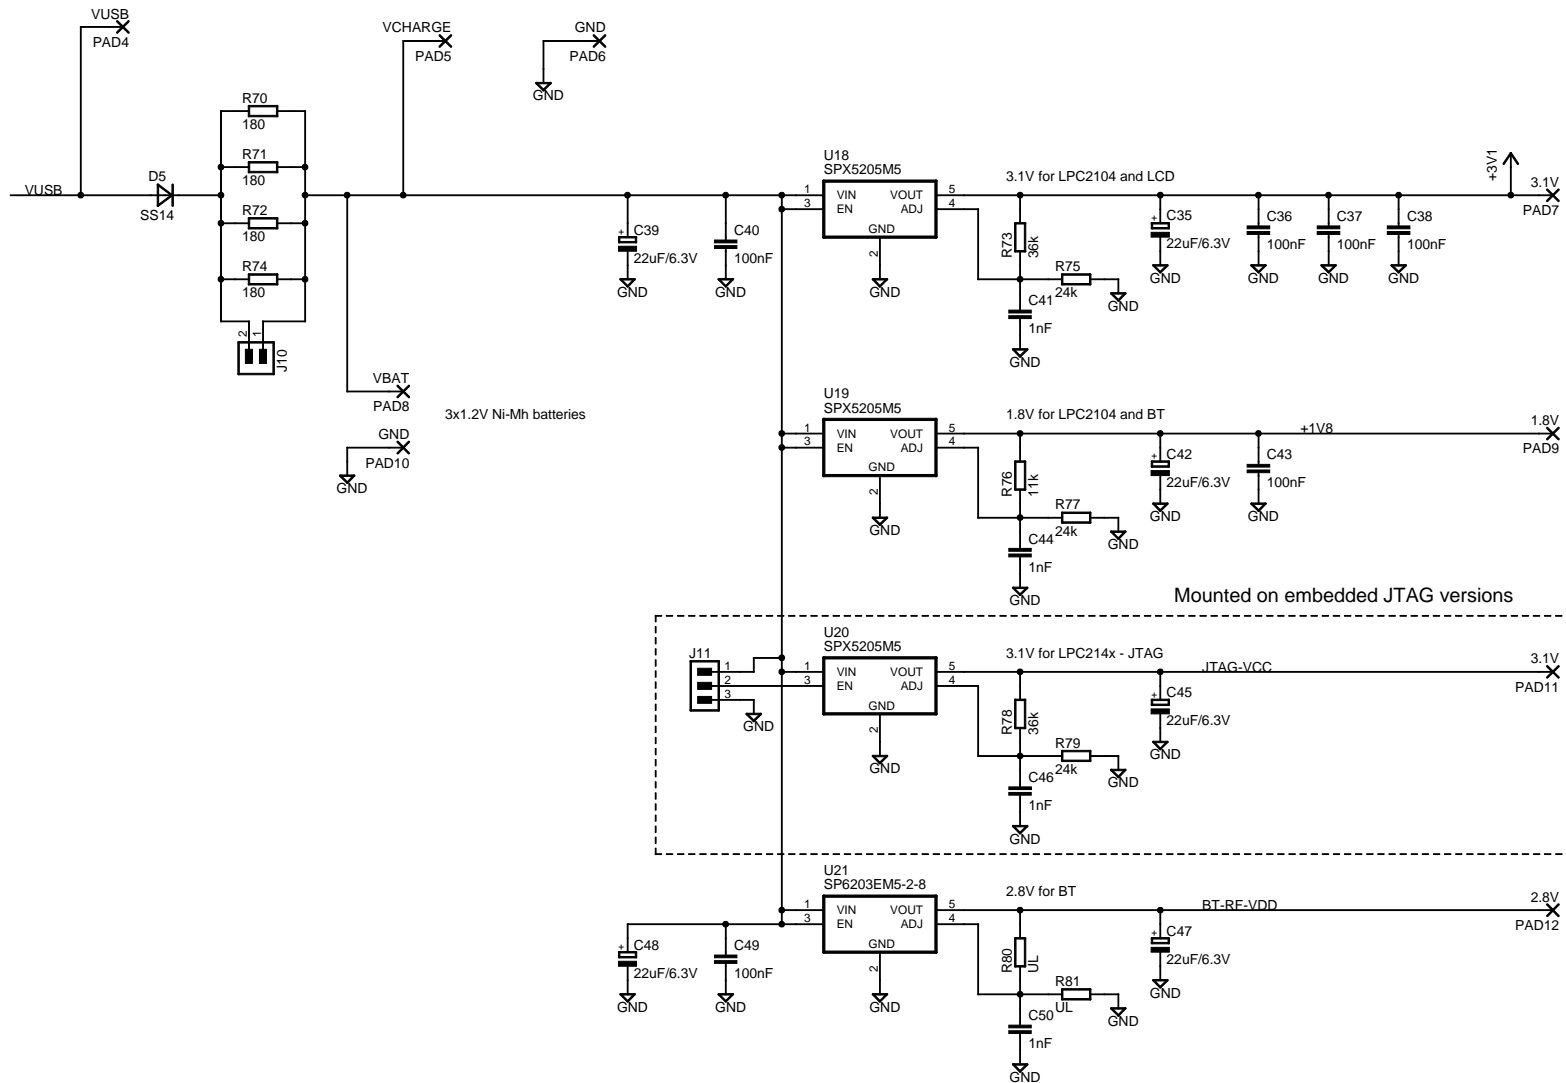 VUSB
PAD4
VCHARGE
PAD5
GND
PAD6
GND
R70
180
R71
180
R72
180
R74
180
VUSB
D5
SS14
2
1
J10
VBAT
PAD8
3x1.2V Ni-Mh batteries
GND
PAD10
GND
+
C39
22uF/6.3V
GND
C40
100nF
GND
U18
SPX5205M5
1
VIN
VOUT
5
3
EN
ADJ
4
GND
2
GND
3.1V for LPC2104 and LCD
R73
36k
R75
24k
GND
C41
1nF
GND
+
C35
22uF/6.3V
GND
C36
100nF
GND
C37
100nF
GND
C38
100nF
GND
+3V1
3.1V
PAD7
U19
SPX5205M5
1
VIN
VOUT
5
3
EN
ADJ
4
GND
2
GND
1.8V for LPC2104 and BT
R76
11k
R77
24k
GND
C44
1nF
GND
+
C42
22uF/6.3V
GND
C43
100nF
GND
+1V8
1.8V
PAD9
Mounted on embedded JTAG versions
J11
1
2
3
GND
U20
SPX5205M5
1
VIN
VOUT
5
3
EN
ADJ
4
GND
2
GND
3.1V for LPC214x - JTAG
R78
36k
R79
24k
GND
C46
1nF
GND
JTAG-VCC
+
C45
22uF/6.3V
GND
3.1V
PAD11
U21
SP6203EM5-2-8
1
VIN
VOUT
5
3
EN
ADJ
4
GND
2
GND
+
C48
22uF/6.3V
GND
C49
100nF
GND
2.8V for BT
R80
UL
R81
UL
GND
C50
1nF
GND
BT-RF-VDD
+
C47
22uF/6.3V
GND
2.8V
PAD12